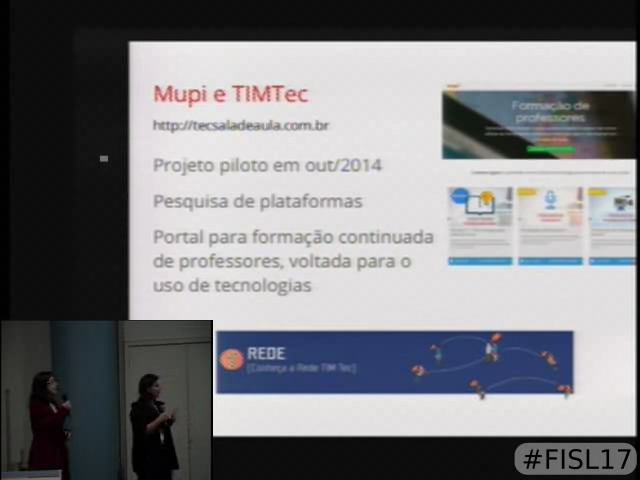 Mupi e TIMTec
http://tecsaladeaula.com.br
Projeto piloto em out/2014
Pesquisa de plataformas
Portal para formação continuada
de professores, voltada para o
uso de tecnologias
Formação de
professores
REDE
[Conheça a Rede TIM Tec]
#FISL17